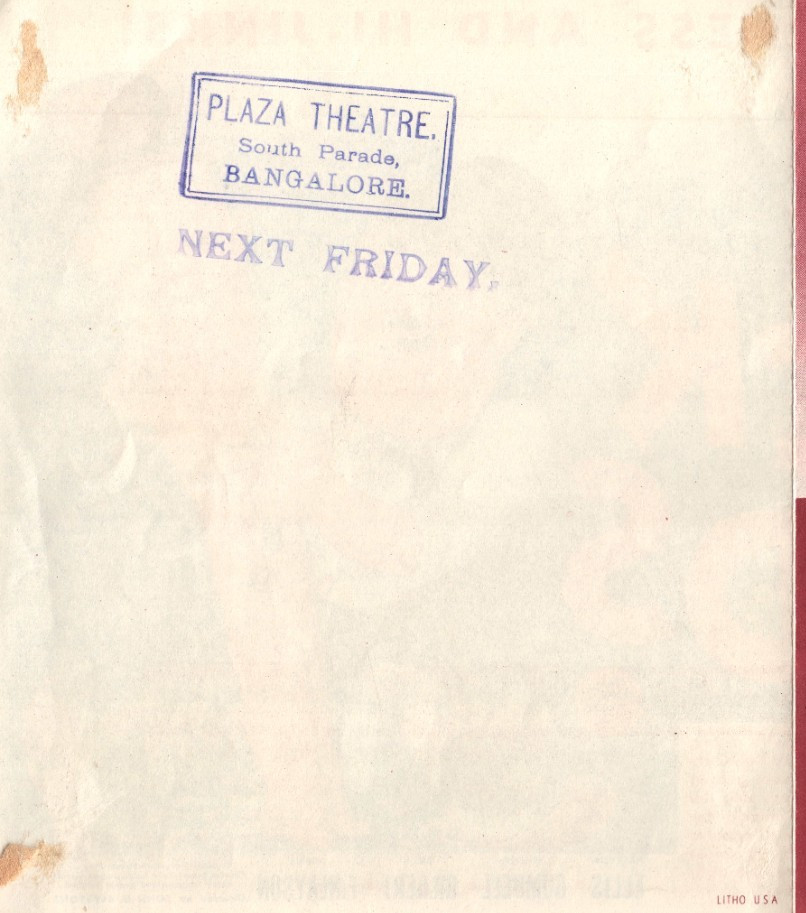 PLAZA THEATRE.
South Parade,
BANGALORE.
NEXT FRIDAY.
LITHO USA